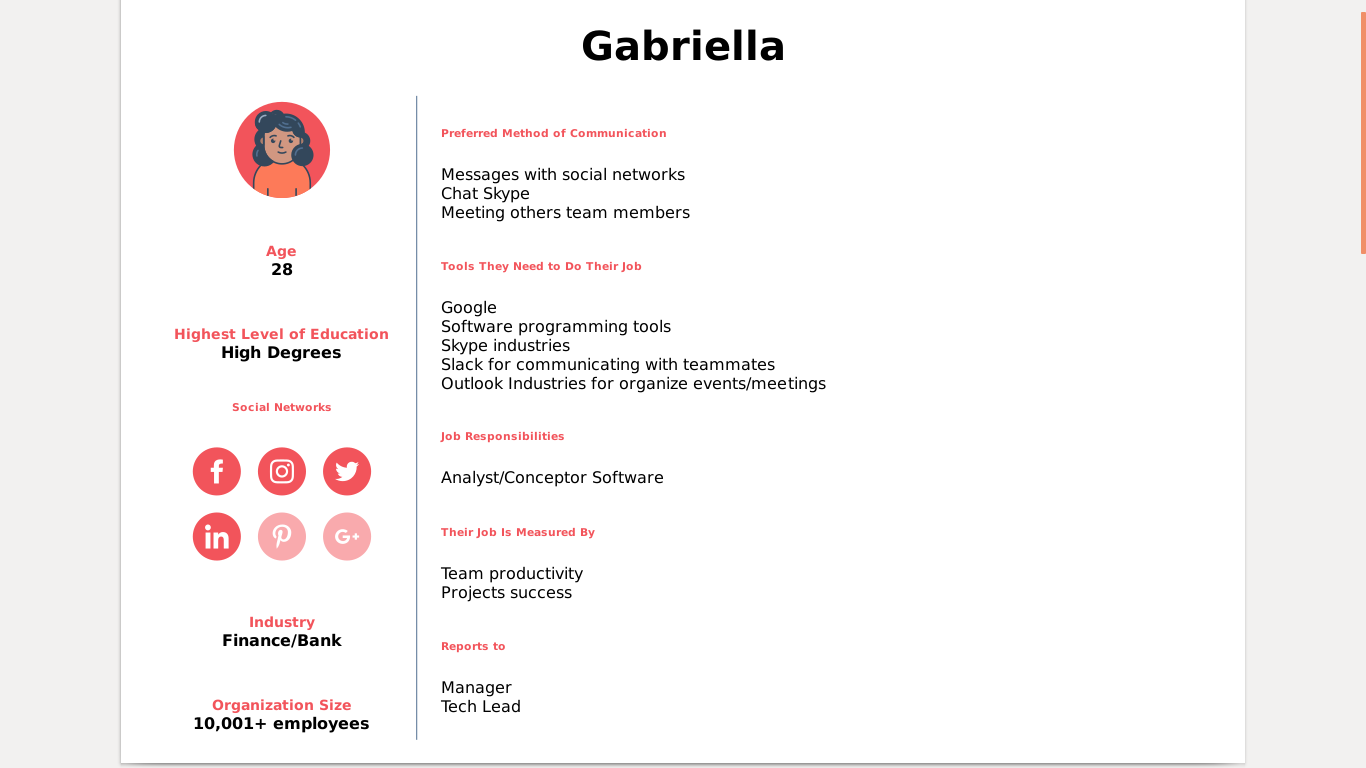 Gabriella
Age
28
Highest Level of Education
High Degrees
Social Networks
Industry
Finance/Bank
Organization Size
10,001+ employees
Preferred Method of Communication
Messages with social networks
Chat Skype
Meeting others team members
Tools They Need to Do Their Job
Google
Software programming tools
Skype industries
Slack for communicating with teammates
Outlook Industries for organize events/meetings
Job Responsibilities
Analyst/Conceptor Software
Their Job Is Measured By
Team productivity
Projects success
Reports to
Manager
Tech Lead